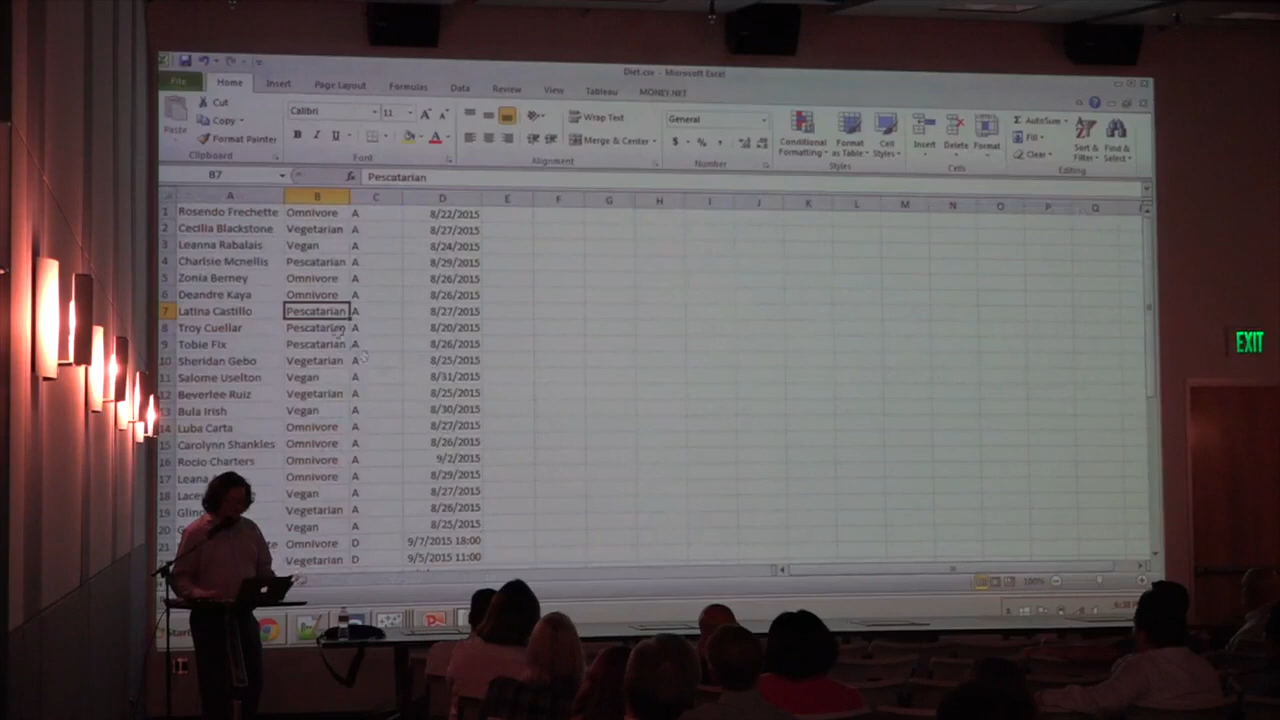 Diet.csv - Microsoft Excel
File Home Insert Page Layout Formulas Data Review View Tableau MONEY.NET
Paste Cut Copy Format Painter
Calibri 11
B I U
Wrap Text
Merge & Center
General
$ % ,
Conditional Formatting Format as Table Cell Styles
Insert Delete Format
AutoSum Fill Clear
Sort & Filter Find & Select
Clipboard Font Alignment Number Styles Cells Editing
B7 fx Pescatarian
A B C D E F G H I J K L M N O P Q
1 Rosendo Frechette Omnivore A 8/22/2015
2 Cecilia Blackstone Vegetarian A 8/27/2015
3 Leanna Rabalais Vegan A 8/24/2015
4 Charlsie Mcnellis Pescatarian A 8/29/2015
5 Zonia Berney Omnivore A 8/26/2015
6 Deandre Kaya Omnivore A 8/26/2015
7 Latina Castillo Pescatarian A 8/27/2015
8 Troy Cuellar Pescatarian A 8/20/2015
9 Tobie Fix Pescatarian A 8/26/2015
10 Sheridan Gebo Vegetarian A 8/25/2015
11 Salome Uselton Vegan A 8/31/2015
12 Beverlee Ruiz Vegetarian A 8/25/2015
13 Bula Irish Vegan A 8/30/2015
14 Luba Carta Omnivore A 8/27/2015
15 Carolynn Shankles Omnivore A 8/26/2015
16 Rocio Charters Omnivore A 9/2/2015
17 Leana Omnivore A 8/29/2015
18 Vegan A 8/27/2015
19 Vegetarian A 8/26/2015
20 Vegan A 8/25/2015
21 Omnivore D 9/7/2015 18:00
Vegetarian D 9/5/2015 11:00
100%
Start
EXIT